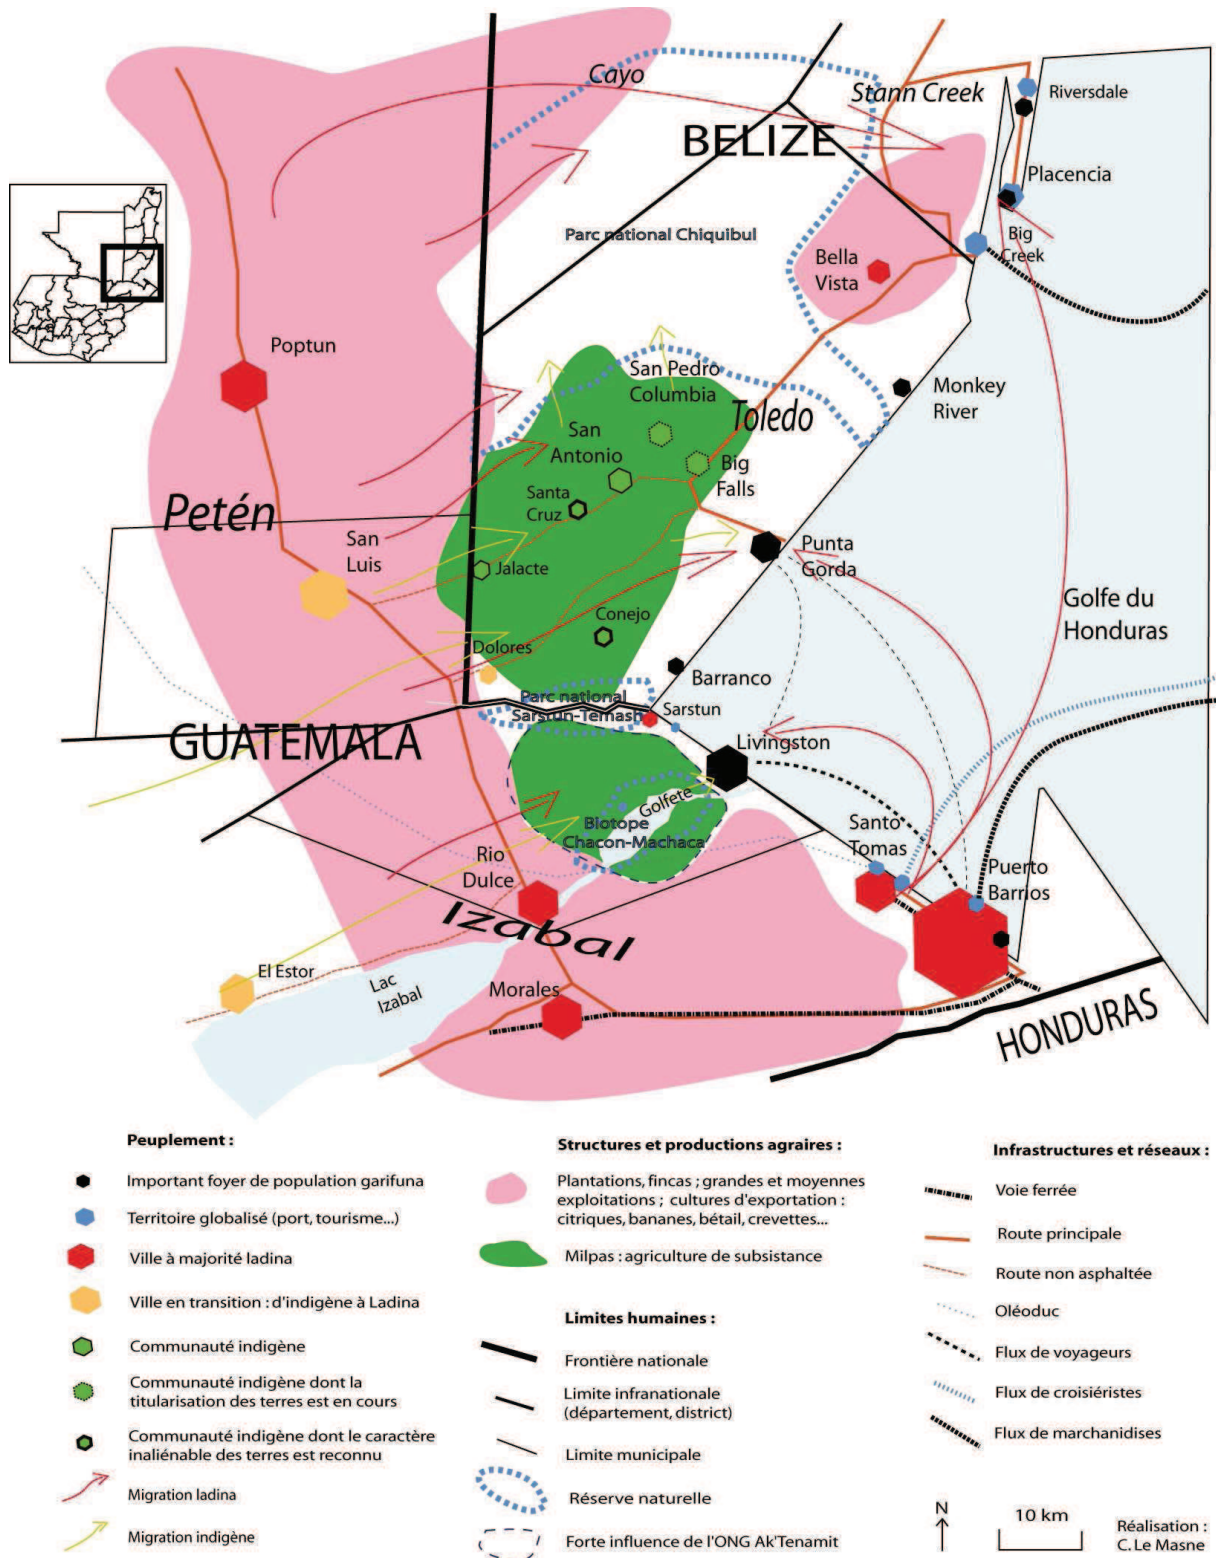 Cayo
Stann Creek
BELIZE
Riversdale
Placencia
Parc national Chiquibul
Big
Creek
Bella
Vista
Poptun
San Pedro
Columbia
Monkey
River
Toledo
San
Antonio
Big
Falls
Petén
Santa
Cruz
San
Luis
Punta
Gorda
Jalacte
Golfe du
Honduras
Conejo
Dolores
Barranco
Parc national
Sarstun-Temash
Sarstun
GUATEMALA
Livingston
Golfete
Biotope
Chacon-Machaca
Santo
Tomas
Rio
Dulce
Puerto
Barrios
Izabal
El Estor
Lac
Izabal
Morales
HONDURAS
Peuplement :
Important foyer de population garifuna
Territoire globalisé (port, tourisme...)
Ville à majorité ladina
Ville en transition : d'indigène à Ladina
Communauté indigène
Communauté indigène dont la
titularisation des terres est en cours
Communauté indigène dont le caractère
inaliénable des terres est reconnu
Migration ladina
Migration indigène
Structures et productions agraires :
Plantations, fincas ; grandes et moyennes
exploitations ; cultures d'exportation :
citriques, bananes, bétail, crevettes...
Milpas : agriculture de subsistance
Limites humaines :
Frontière nationale
Limite infranationale
(département, district)
Limite municipale
Réserve naturelle
Forte influence de l'ONG Ak'Tenamit
Infrastructures et réseaux :
Voie ferrée
Route principale
Route non asphaltée
Oléoduc
Flux de voyageurs
Flux de croisiéristes
Flux de marchanidises
N
10 km
Réalisation :
C. Le Masne